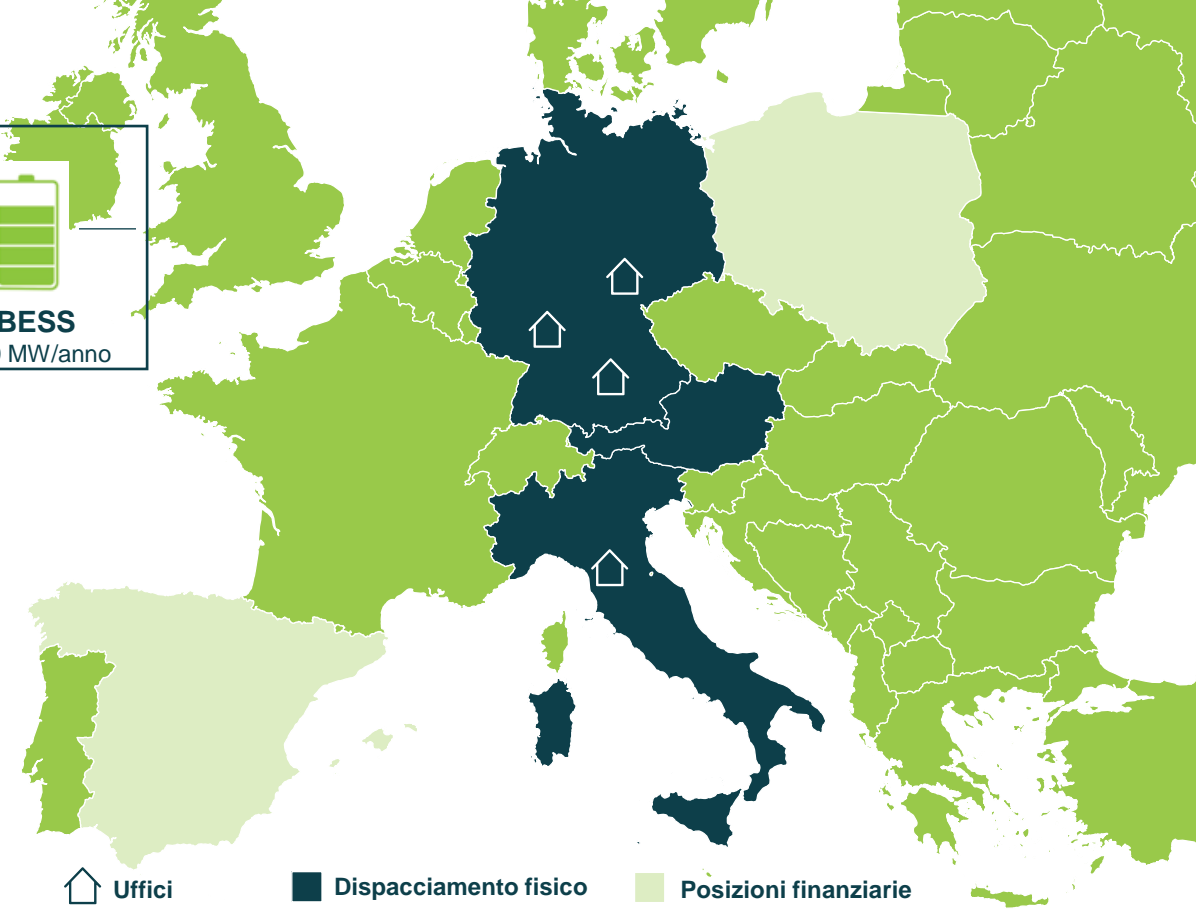 BESS
MW/anno
Uffici
Dispacciamento fisico
Posizioni finanziarie